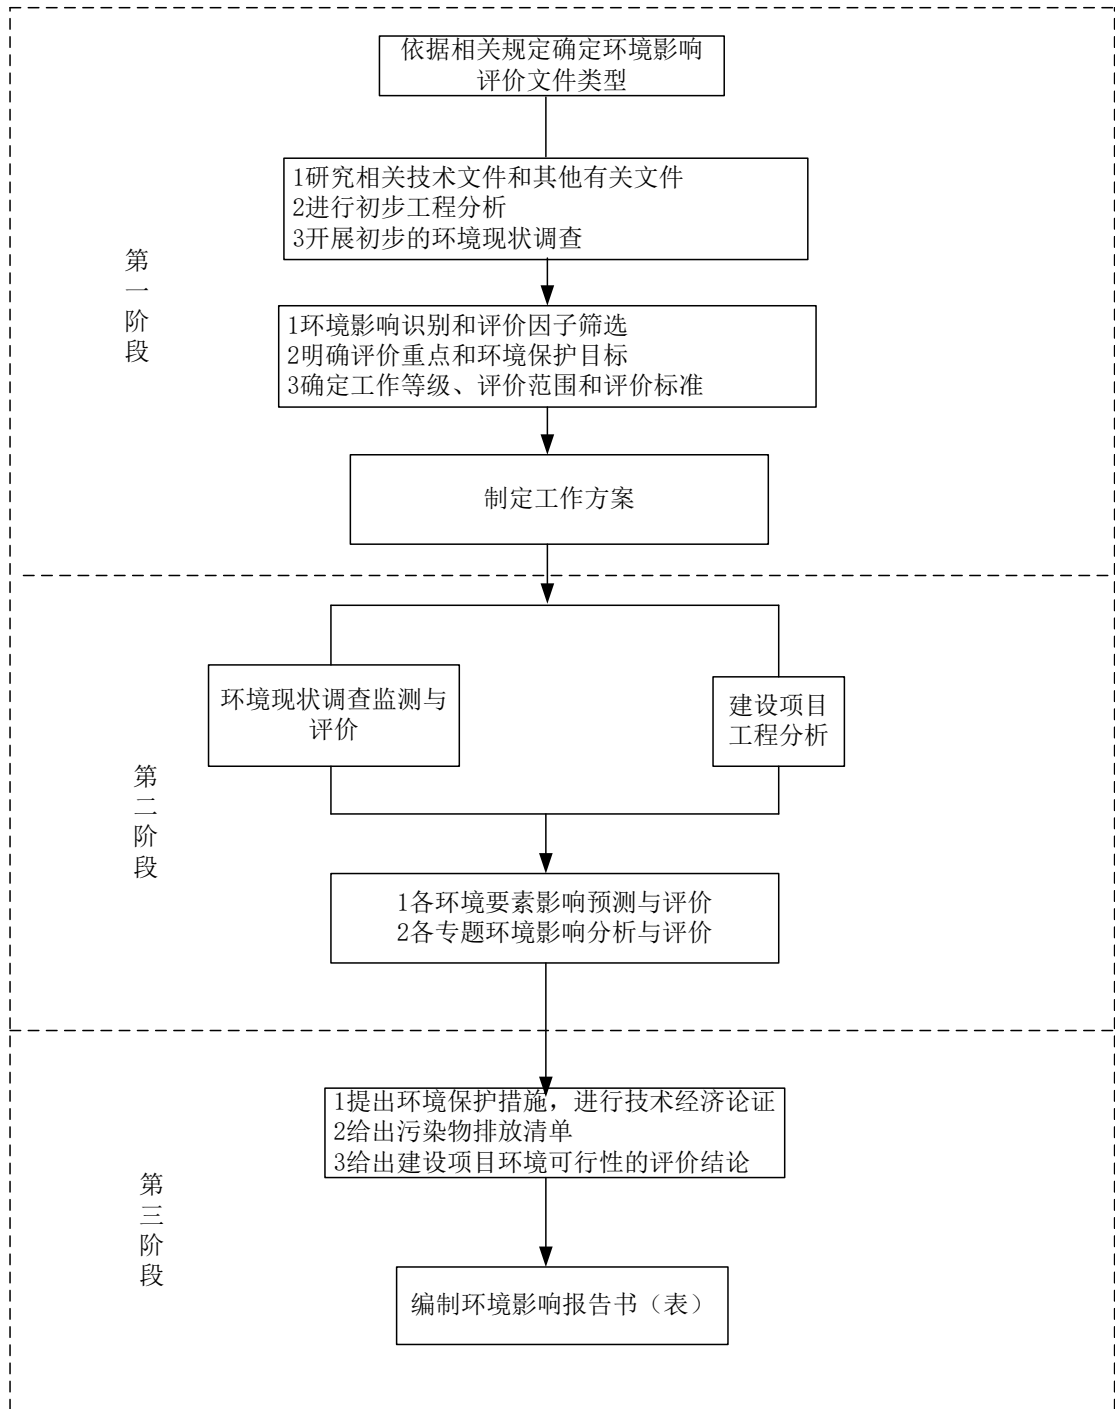 依据相关规定确定环境影响
评价文件类型
1研究相关技术文件和其他有关文件
2进行初步工程分析
3开展初步的环境现状调查
第一阶段
1环境影响识别和评价因子筛选
2明确评价重点和环境保护目标
3确定工作等级、评价范围和评价标准
制定工作方案
环境现状调查监测与
评价
建设项目
工程分析
第二阶段
1各环境要素影响预测与评价
2各专题环境影响分析与评价
1提出环境保护措施，进行技术经济论证
2给出污染物排放清单
3给出建设项目环境可行性的评价结论
第三阶段
编制环境影响报告书（表）